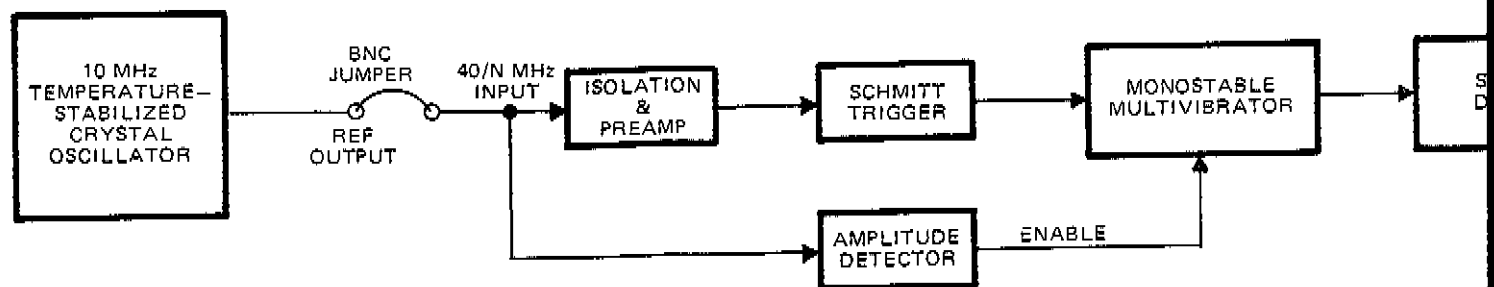 10 MHz
TEMPERATURE—
STABILIZED
CRYSTAL
OSCILLATOR
BNC
JUMPER
REF
OUTPUT
40/N MHz
INPUT
ISOLATION
&
PREAMP
SCHMITT
TRIGGER
MONOSTABLE
MULTIVIBRATOR
AMPLITUDE
DETECTOR
ENABLE